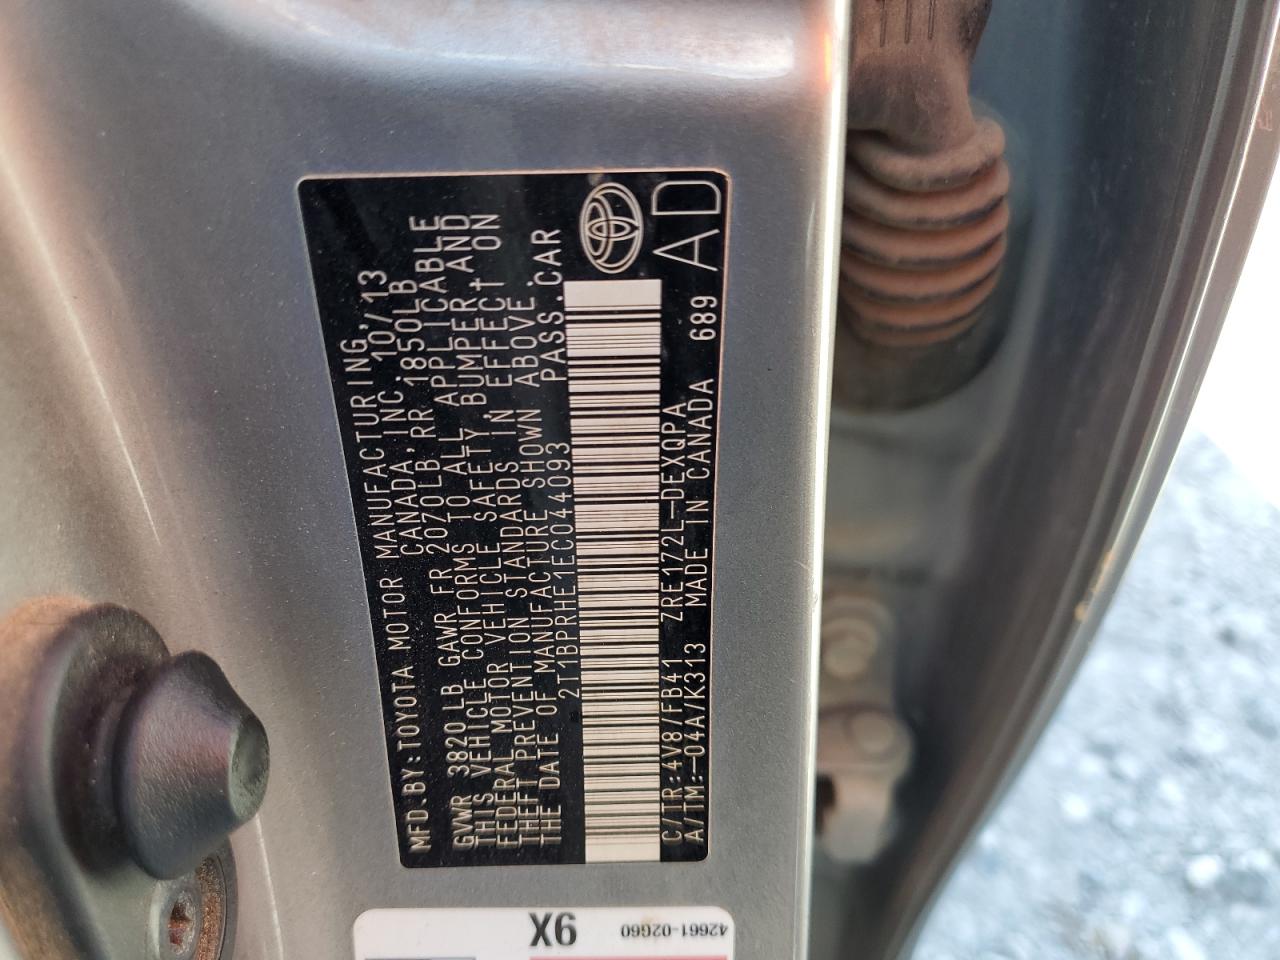 MFD.BY:TOYOTA MOTOR MANUFACTURING,
CANADA,INC. 10/13
GVWR 3820LB GAWR FR 2070LB,RR 1850LB
THIS VEHICLE CONFORMS TO ALL APPLICABLE
FEDERAL MOTOR VEHICLE SAFETY,BUMPER,AND
THEFT PREVENTION STANDARDS IN EFFECT ON
THE DATE OF MANUFACTURE SHOWN ABOVE.
2T1BPRHE1EC044093 PASS.CAR
C/TR:4V8/FB41 ZRE172L-DEXQPA 689
A/TM:-04A/K313 MADE IN CANADA
AD
9X
42661-02G60